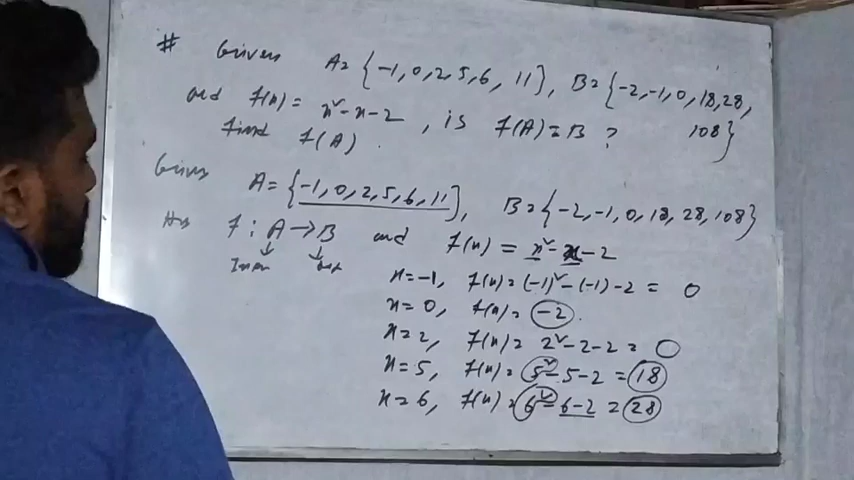 # Given A = {-1, 0, 2, 5, 6, 11}, B = {-2, -1, 0, 18, 28,
108}
and f(x) = x² - x - 2, is f(A) = B ?
Find f(A).
Given A = {-1, 0, 2, 5, 6, 11}, B = {-2, -1, 0, 18, 28, 108}
f : A → B and f(x) = x² - x - 2
x = -1, f(x) = (-1)² - (-1) - 2 = 0
x = 0, f(x) = -2.
x = 2, f(x) = 2² - 2 - 2 = 0
x = 5, f(x) = 5² - 5 - 2 = 18
x = 6, f(x) = 6² - 6 - 2 = 28